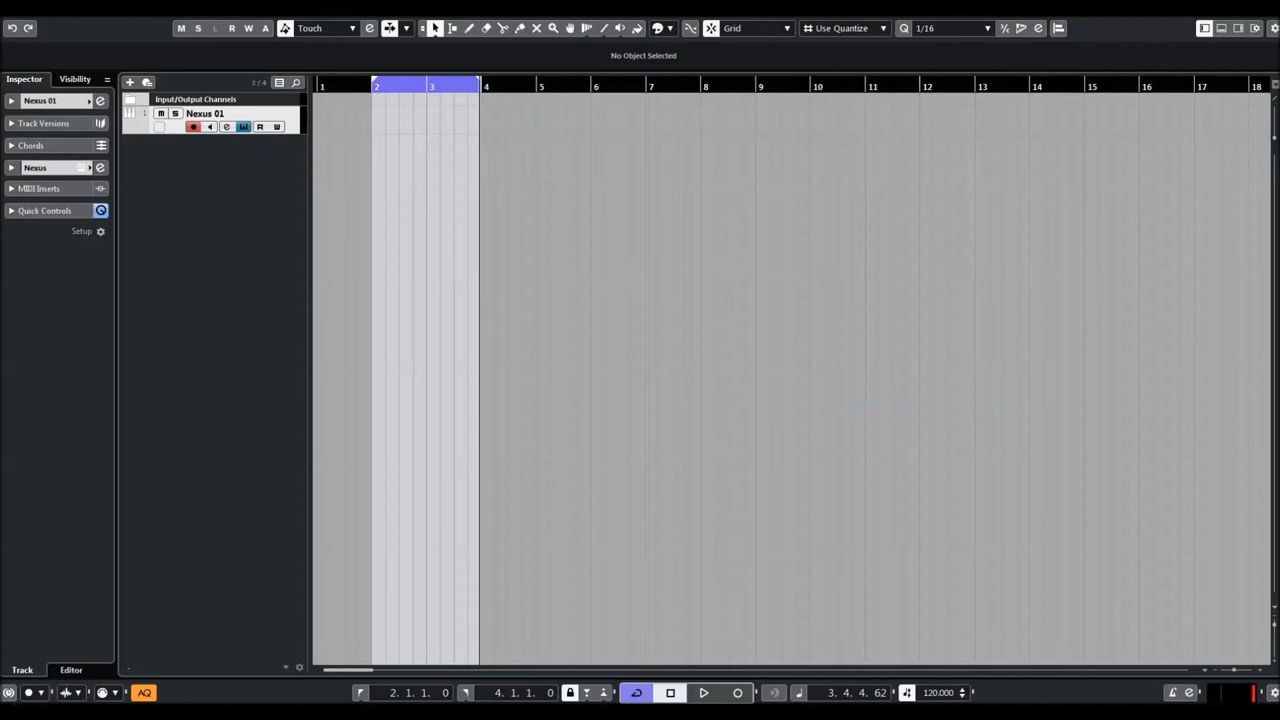 M S L R W A Touch Grid Use Quantize Q 1/16
No Object Selected
Inspector Visibility
3 / 4
1 2 3 4 5 6 7 8 9 10 11 12 13 14 15 16 17 18
Nexus 01
Input/Output Channels
1 m S Nexus 01
e R W
Track Versions
Chords
Nexus
MIDI Inserts
Quick Controls
Setup
Track Editor
AQ 2. 1. 1. 0 4. 1. 1. 0 3. 4. 4. 62 120.000